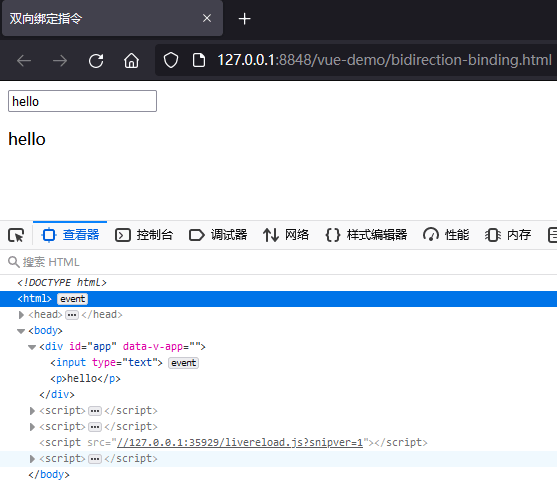 双向绑定指令
127.0.0.1:8848/vue-demo/bidirection-binding.html
hello
hello
查看器 控制台 调试器 网络 样式编辑器 性能 内存
搜索 HTML
<!DOCTYPE html>
<html> event
<head> ••• </head>
<body>
<div id="app" data-v-app="">
<input type="text"> event
<p>hello</p>
</div>
<script> ••• </script>
<script> ••• </script>
<script src="//127.0.0.1:35929/livereload.js?snipver=1"></script>
<script> ••• </script>
</body>